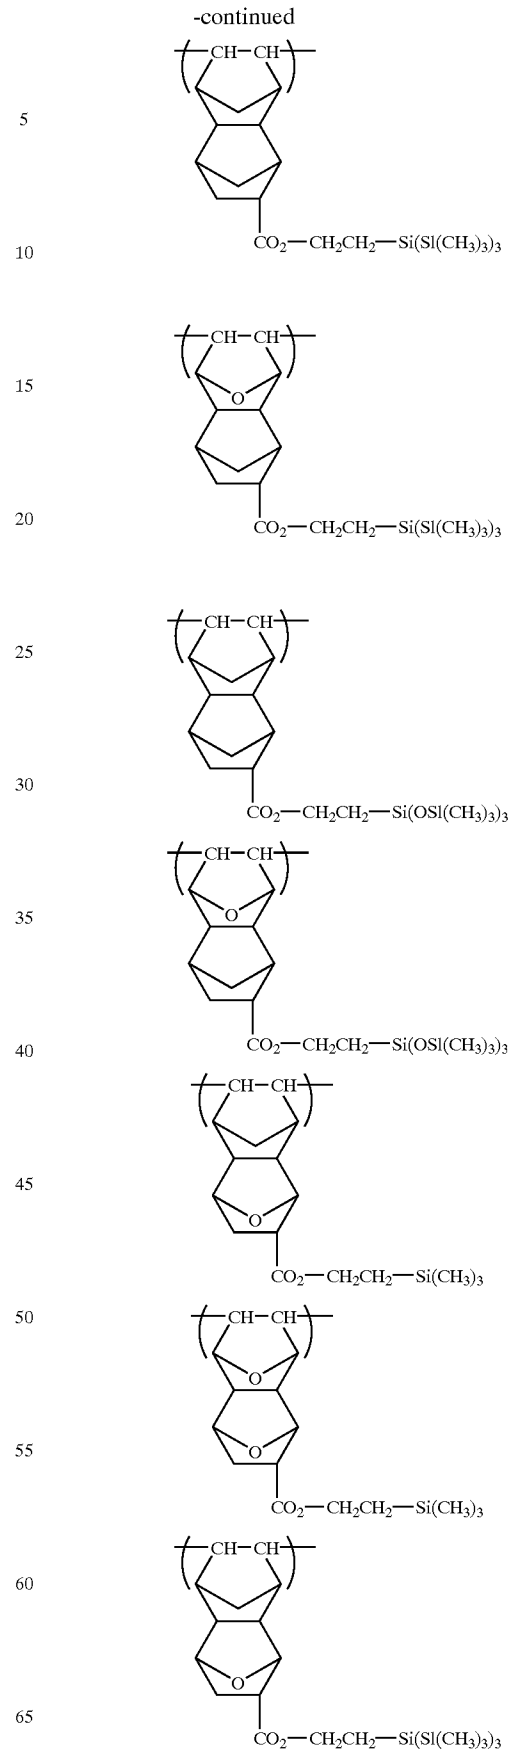 -continued
CH CH
5
CO2—CH2CH2—Si(Sl(CH3)3)3
10
CH CH
15
O
20
CO2—CH2CH2—Si(Sl(CH3)3)3
CH CH
25
30
CO2—CH2CH2—Si(OSl(CH3)3)3
CH CH
35
O
40
CO2—CH2CH2—Si(OSl(CH3)3)3
CH CH
45
O
CO2—CH2CH2—Si(CH3)3
50
CH CH
O
55
O
CO2—CH2CH2—Si(CH3)3
CH CH
60
O
65
CO2—CH2CH2—Si(Sl(CH3)3)3